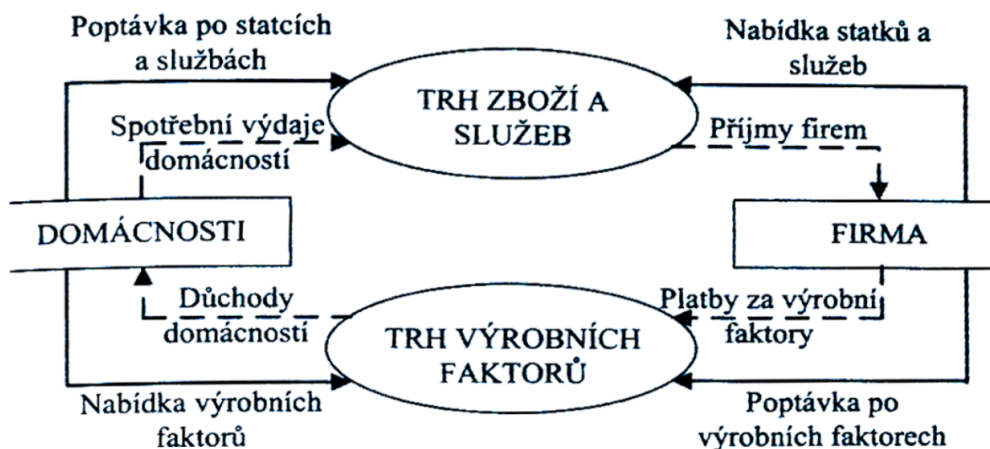 Poptávka po statcích
a službách
Nabídka statků a
služeb
TRH ZBOŽÍ A
SLUŽEB
Spotřební výdaje
domácností
Příjmy firem
DOMÁCNOSTI
FIRMA
Důchody
domácností
Platby za výrobní
faktory
TRH VÝROBNÍCH
FAKTORŮ
Nabídka výrobních
faktorů
Poptávka po
výrobních faktorech